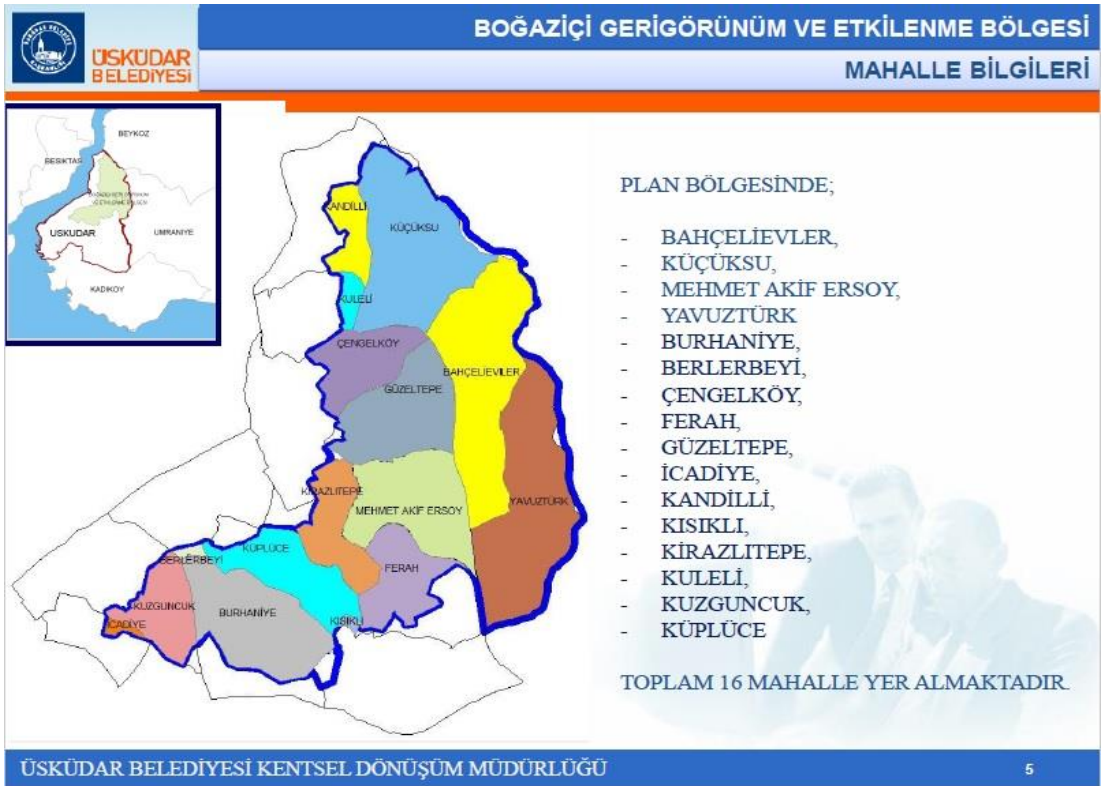 BOĞAZİÇİ GERİGÖRÜNÜM VE ETKİLENME BÖLGESİ
ÜSKÜDAR
BELEDİYESİ
MAHALLE BİLGİLERİ
BEYKOZ
BEŞİKTAŞ
USKUDAR
UMRANIYE
KADIKOY
KANDİLLİ
KÜÇÜKSU
KULELİ
ÇENGELKÖY
BAHÇELİEVLER
GÜZELTEPE
KİRAZLITEPE
MEHMET AKİF ERSOY
YAVUZTÜRK
KÜPLÜCE
BERLERBEYİ
FERAH
KUZGUNCUK
BURHANİYE
KISIKLI
İCADİYE
PLAN BÖLGESİNDE;
- BAHÇELİEVLER,
- KÜÇÜKSU,
- MEHMET AKİF ERSOY,
- YAVUZTÜRK
- BURHANİYE,
- BERLERBEYİ,
- ÇENGELKÖY,
- FERAH,
- GÜZELTEPE,
- İCADİYE,
- KANDİLLİ,
- KISIKLI,
- KİRAZLITEPE,
- KULELİ,
- KUZGUNCUK,
- KÜPLÜCE
TOPLAM 16 MAHALLE YER ALMAKTADIR.
ÜSKÜDAR BELEDİYESİ KENTSEL DÖNÜŞÜM MÜDÜRLÜĞÜ
5